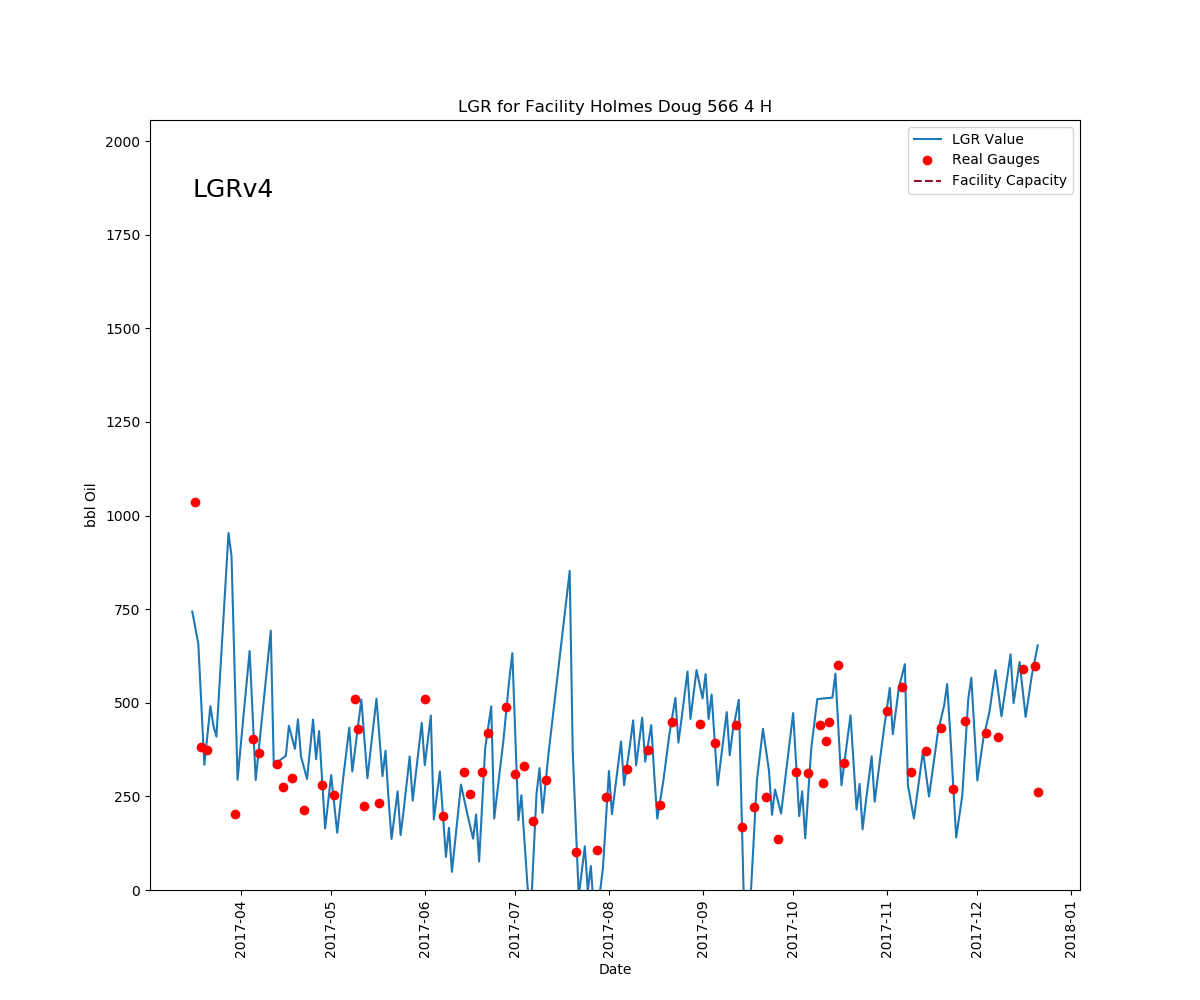 LGR for Facility Holmes Doug 566 4 H
LGRv4
LGR Value
Real Gauges
Facility Capacity
bbl Oil
2000
1750
1500
1250
1000
750
500
250
0
2017-04
2017-05
2017-06
2017-07
2017-08
2017-09
2017-10
2017-11
2017-12
2018-01
Date